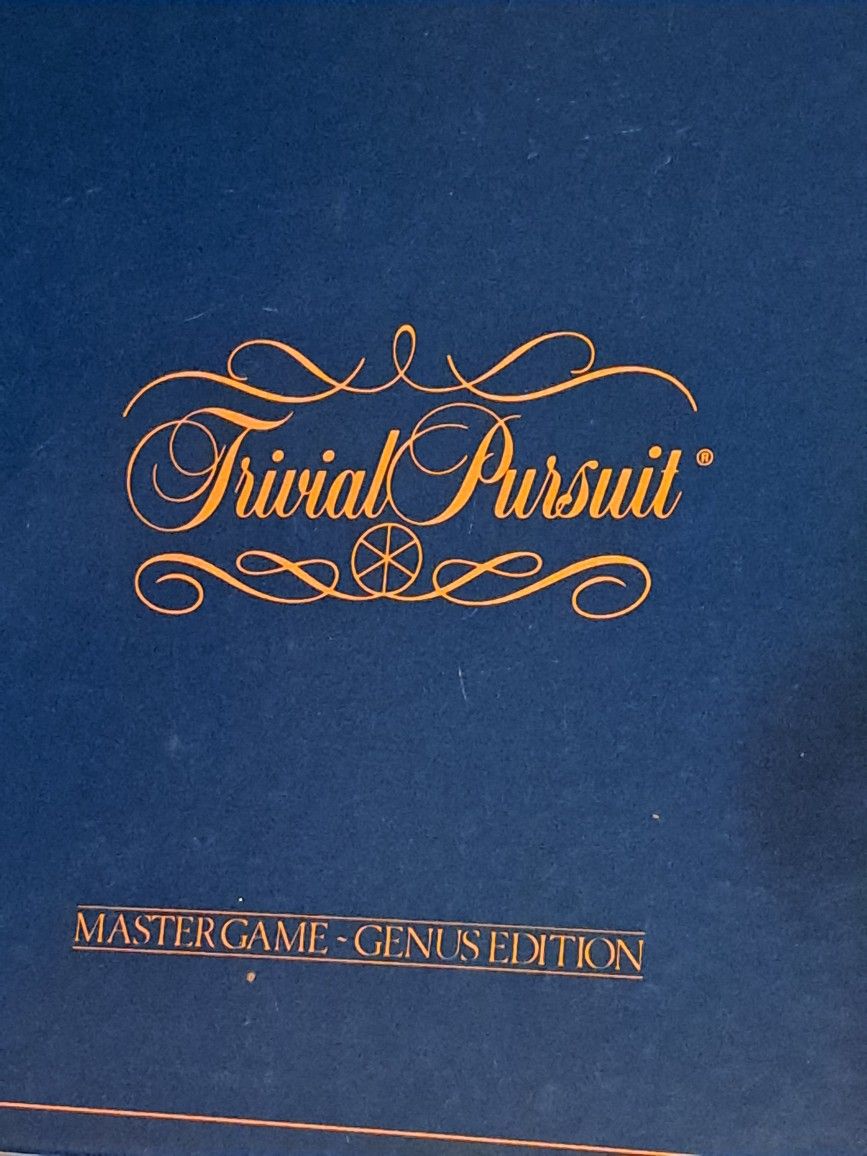 Trivial Pursuit®
MASTER GAME - GENUS EDITION